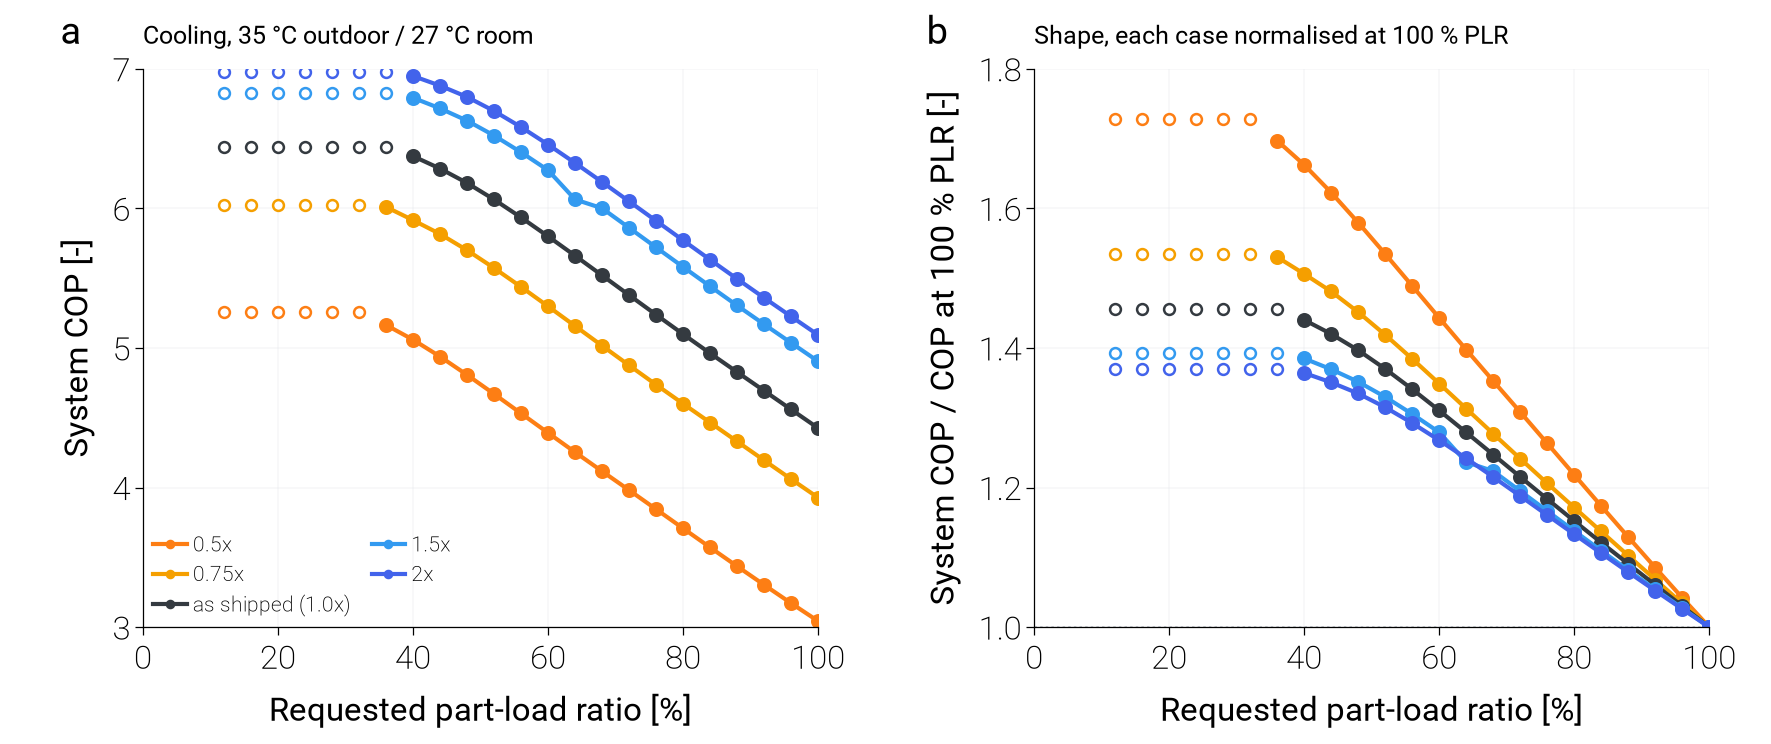 a
Cooling, 35 °C outdoor / 27 °C room
7
6
5
4
3
System COP [-]
0.5x
0.75x
as shipped (1.0x)
1.5x
2x
0 20 40 60 80 100
Requested part-load ratio [%]
b
Shape, each case normalised at 100 % PLR
1.8
1.6
1.4
1.2
1.0
System COP / COP at 100 % PLR [-]
0 20 40 60 80 100
Requested part-load ratio [%]